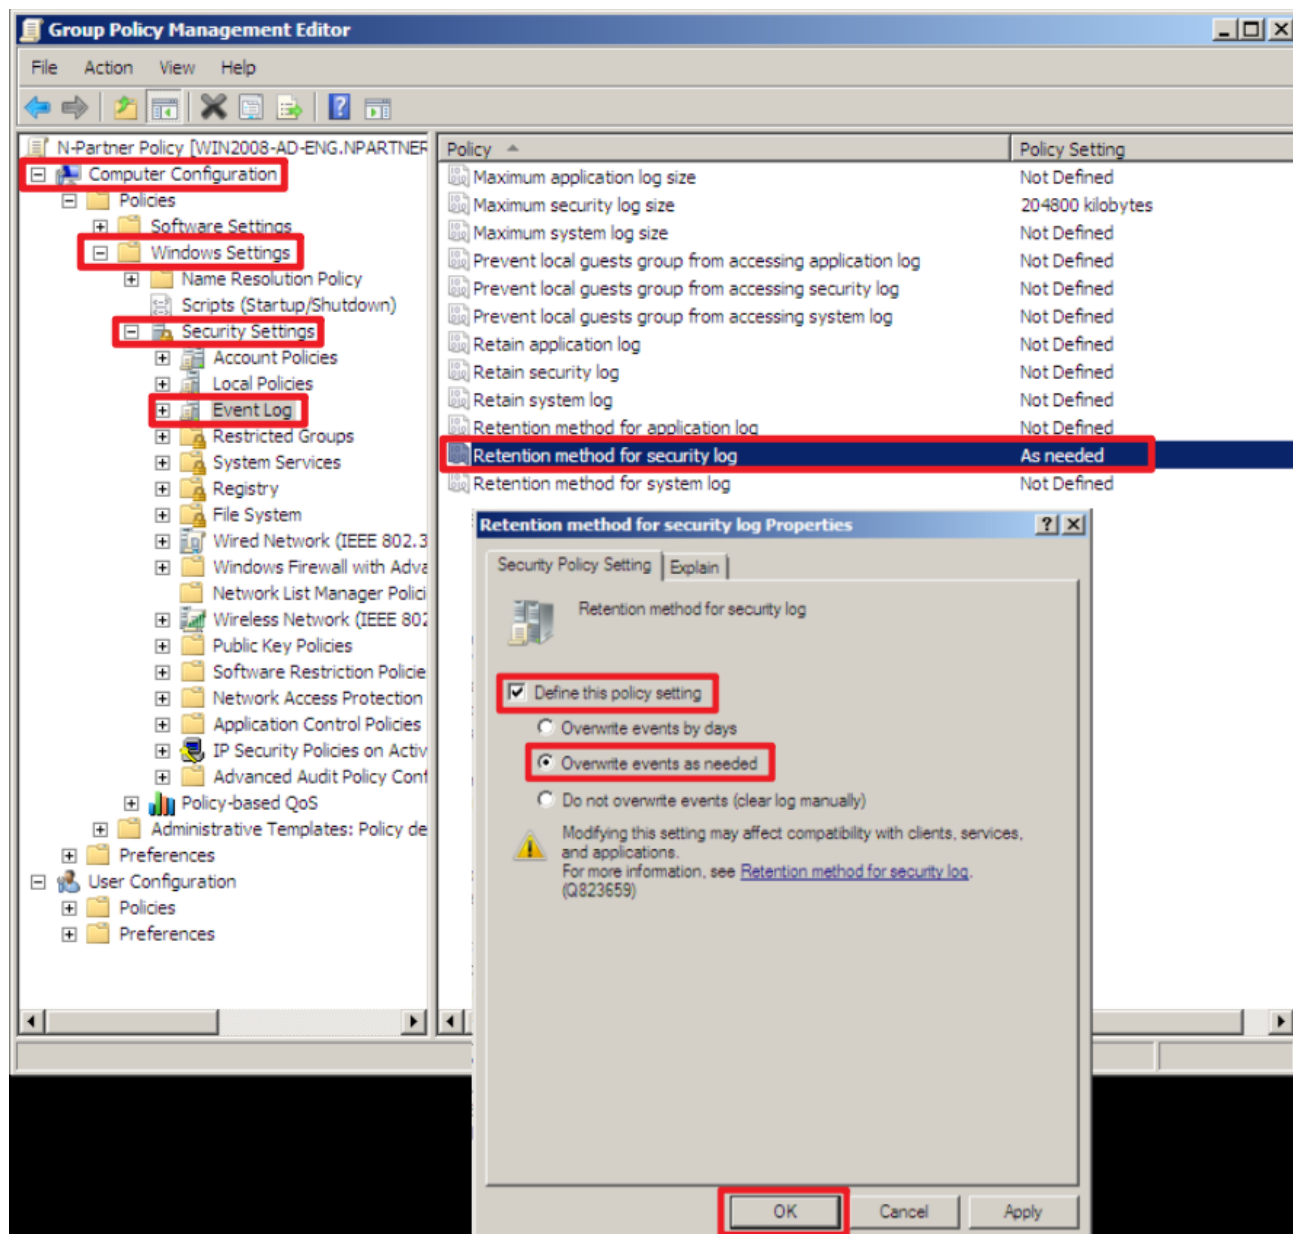 Group Policy Management Editor
File Action View Help
N-Partner Policy [WIN2008-AD-ENG.NPARTNER
Computer Configuration
Policies
Software Settings
Windows Settings
Name Resolution Policy
Scripts (Startup/Shutdown)
Security Settings
Account Policies
Local Policies
Event Log
Restricted Groups
System Services
Registry
File System
Wired Network (IEEE 802.3
Windows Firewall with Adva
Network List Manager Polici
Wireless Network (IEEE 802
Public Key Policies
Software Restriction Policie
Network Access Protection
Application Control Policies
IP Security Policies on Activ
Advanced Audit Policy Conf
Policy-based QoS
Administrative Templates: Policy de
Preferences
User Configuration
Policies
Preferences
Policy Policy Setting
Maximum application log size Not Defined
Maximum security log size 204800 kilobytes
Maximum system log size Not Defined
Prevent local guests group from accessing application log Not Defined
Prevent local guests group from accessing security log Not Defined
Prevent local guests group from accessing system log Not Defined
Retain application log Not Defined
Retain security log Not Defined
Retain system log Not Defined
Retention method for application log Not Defined
Retention method for security log As needed
Retention method for system log Not Defined
Retention method for security log Properties
Security Policy Setting Explain
Retention method for security log
Define this policy setting
Overwrite events by days
Overwrite events as needed
Do not overwrite events (clear log manually)
Modifying this setting may affect compatibility with clients, services,
and applications.
For more information, see Retention method for security log.
(Q823659)
OK Cancel Apply